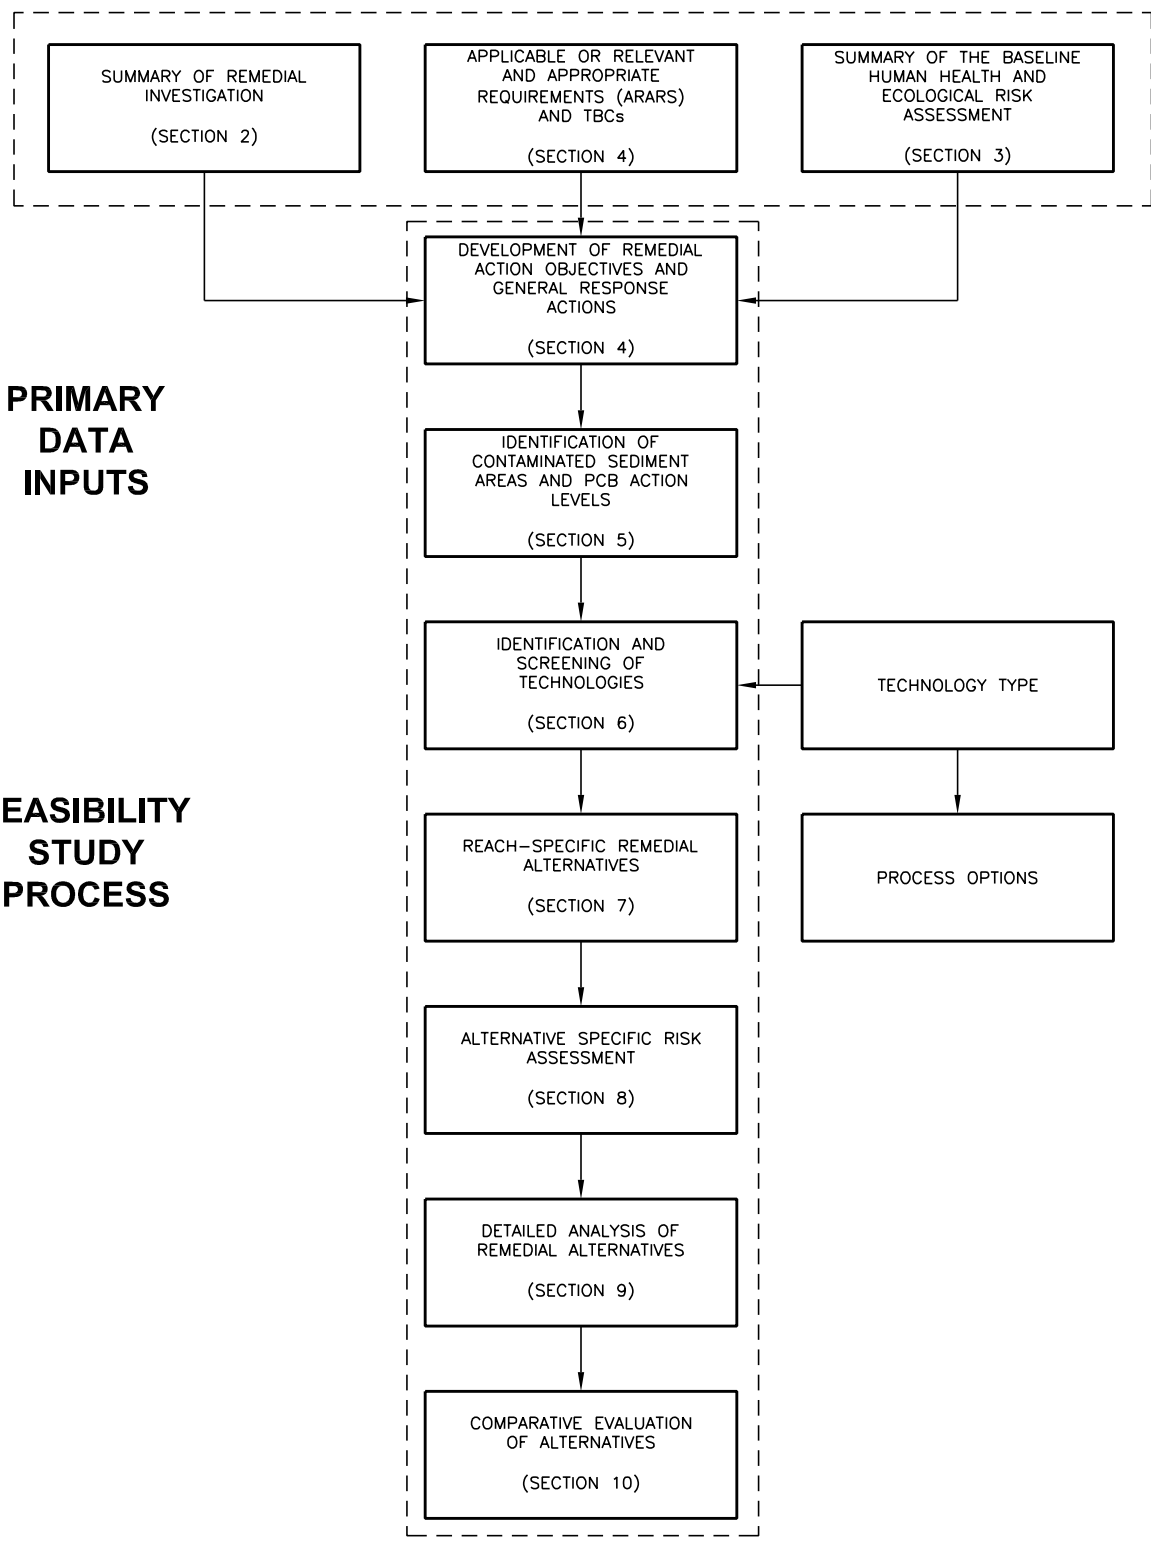 SUMMARY OF REMEDIAL
INVESTIGATION
(SECTION 2)
APPLICABLE OR RELEVANT
AND APPROPRIATE
REQUIREMENTS (ARARS)
AND TBCs
(SECTION 4)
SUMMARY OF THE BASELINE
HUMAN HEALTH AND
ECOLOGICAL RISK
ASSESSMENT
(SECTION 3)
DEVELOPMENT OF REMEDIAL
ACTION OBJECTIVES AND
GENERAL RESPONSE
ACTIONS
(SECTION 4)
PRIMARY
DATA
INPUTS
IDENTIFICATION OF
CONTAMINATED SEDIMENT
AREAS AND PCB ACTION
LEVELS
(SECTION 5)
IDENTIFICATION AND
SCREENING OF
TECHNOLOGIES
(SECTION 6)
TECHNOLOGY TYPE
EASIBILITY
STUDY
PROCESS
REACH-SPECIFIC REMEDIAL
ALTERNATIVES
(SECTION 7)
PROCESS OPTIONS
ALTERNATIVE SPECIFIC RISK
ASSESSMENT
(SECTION 8)
DETAILED ANALYSIS OF
REMEDIAL ALTERNATIVES
(SECTION 9)
COMPARATIVE EVALUATION
OF ALTERNATIVES
(SECTION 10)